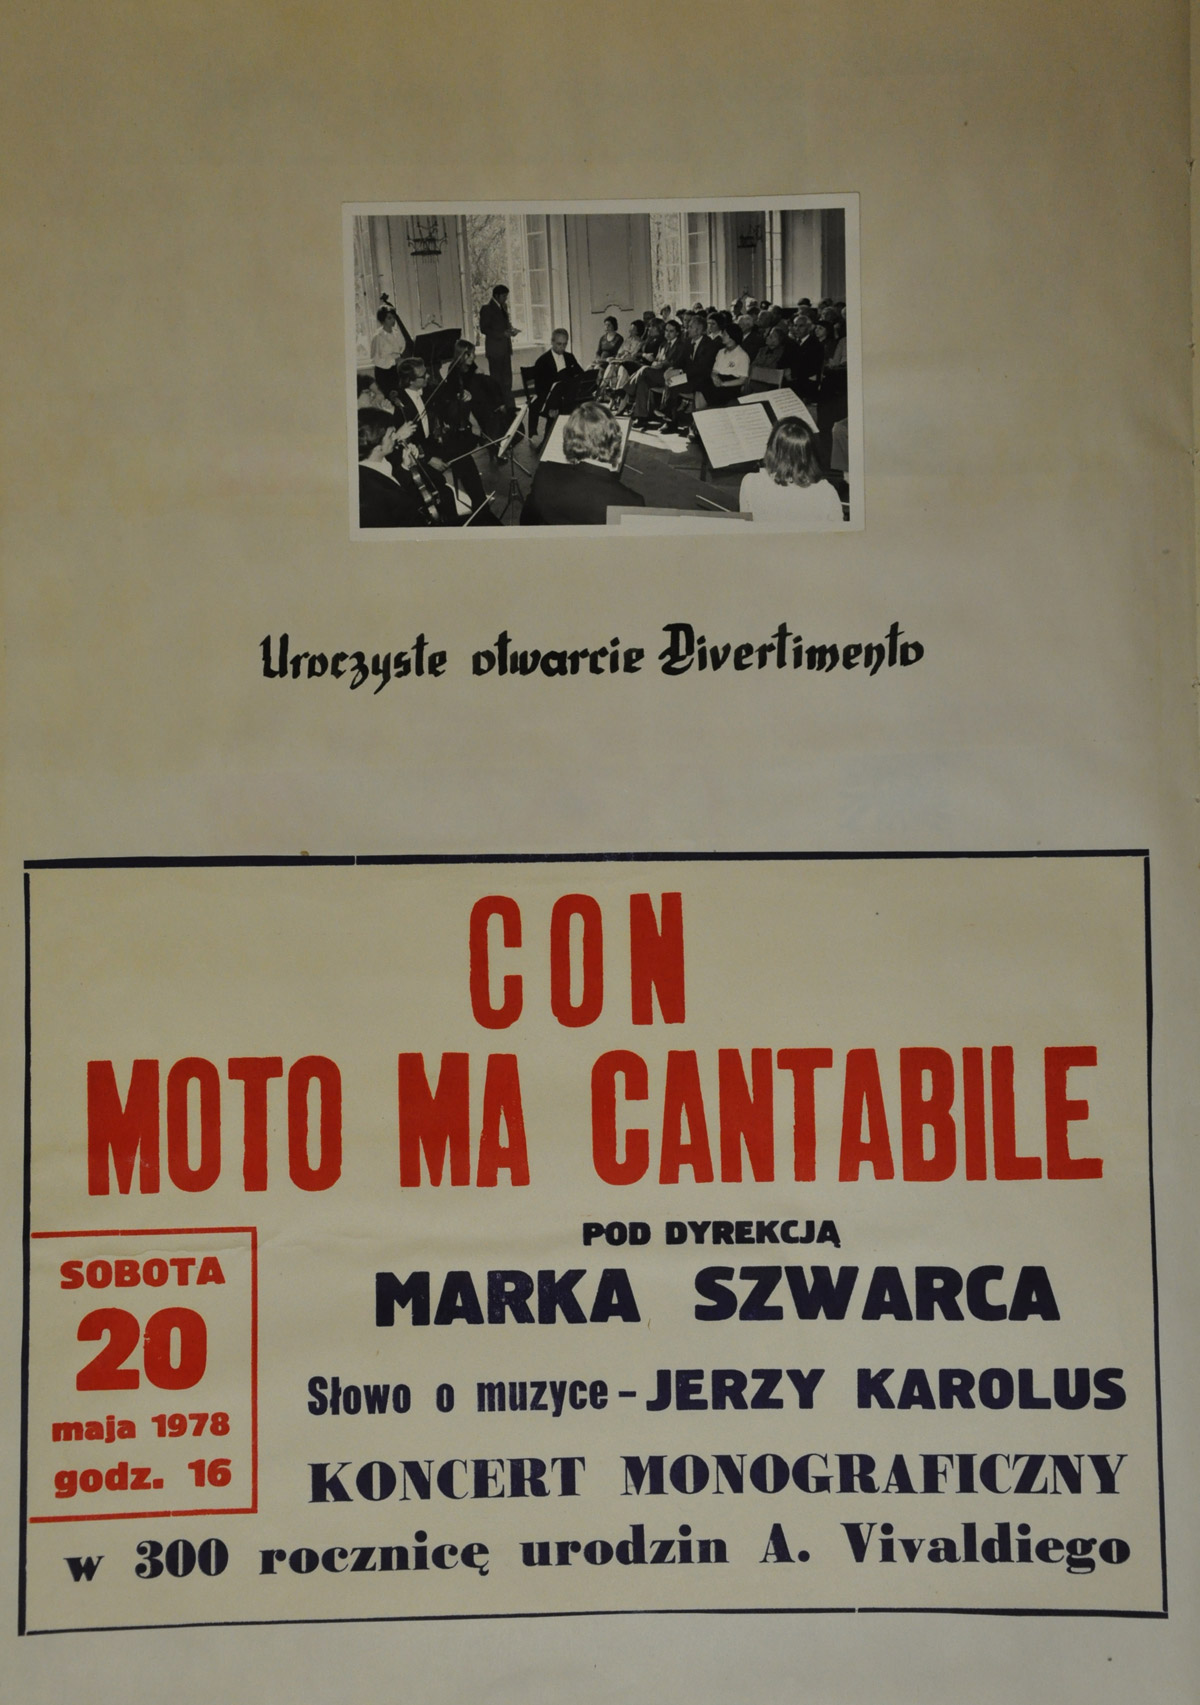 Uroczyste otwarcie Divertimento
CON
MOTO MA CANTABILE
POD DYREKCJĄ
MARKA SZWARCA
Słowo o muzyce - JERZY KAROLUS
SOBOTA
20
maja 1978
godz. 16
KONCERT MONOGRAFICZNY
w 300 rocznicę urodzin A. Vivaldiego